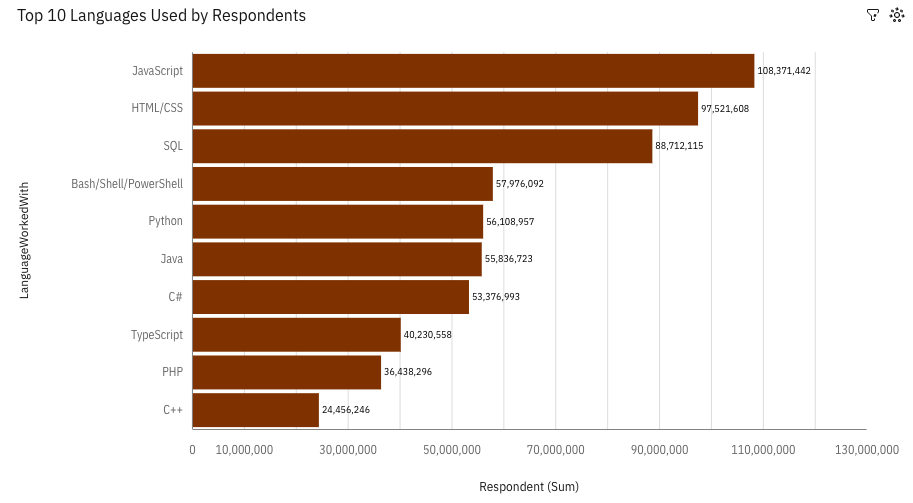 Top 10 Languages Used by Respondents
LanguageWorkedWith
JavaScript 108,371,442
HTML/CSS 97,521,608
SQL 88,712,115
Bash/Shell/PowerShell 57,976,092
Python 56,108,957
Java 55,836,723
C# 53,376,993
TypeScript 40,230,558
PHP 36,438,296
C++ 24,456,246
0 10,000,000 30,000,000 50,000,000 70,000,000 90,000,000 110,000,000 130,000,000
Respondent (Sum)